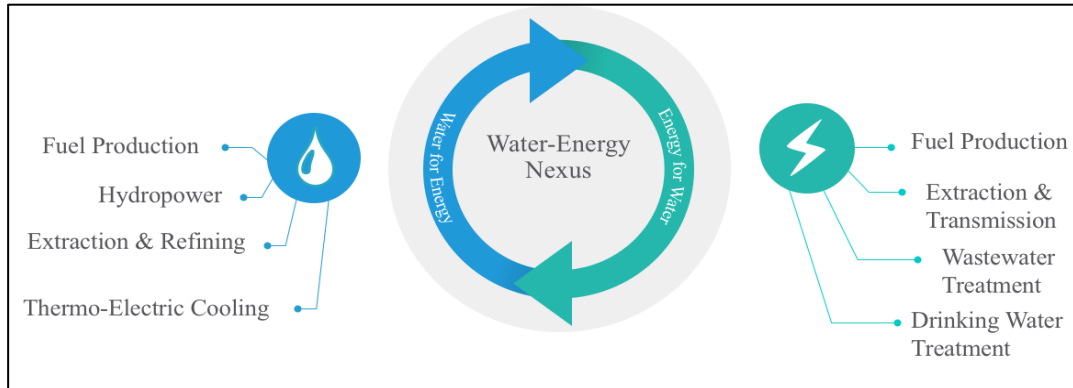 Fuel Production
Hydropower
Extraction & Refining
Thermo-Electric Cooling
Water for Energy
Water-Energy
Nexus
Energy for Water
Fuel Production
Extraction &
Transmission
Wastewater
Treatment
Drinking Water
Treatment